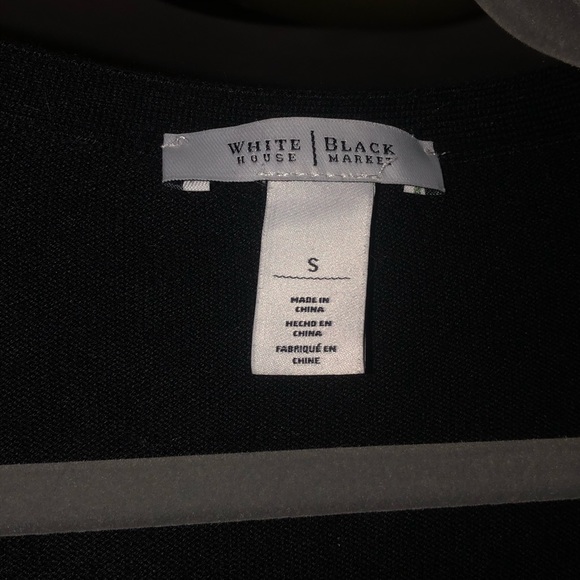 WHITE | BLACK
HOUSE | MARKET
S
MADE IN
CHINA
HECHO EN
CHINA
FABRIQUÉ EN
CHINE